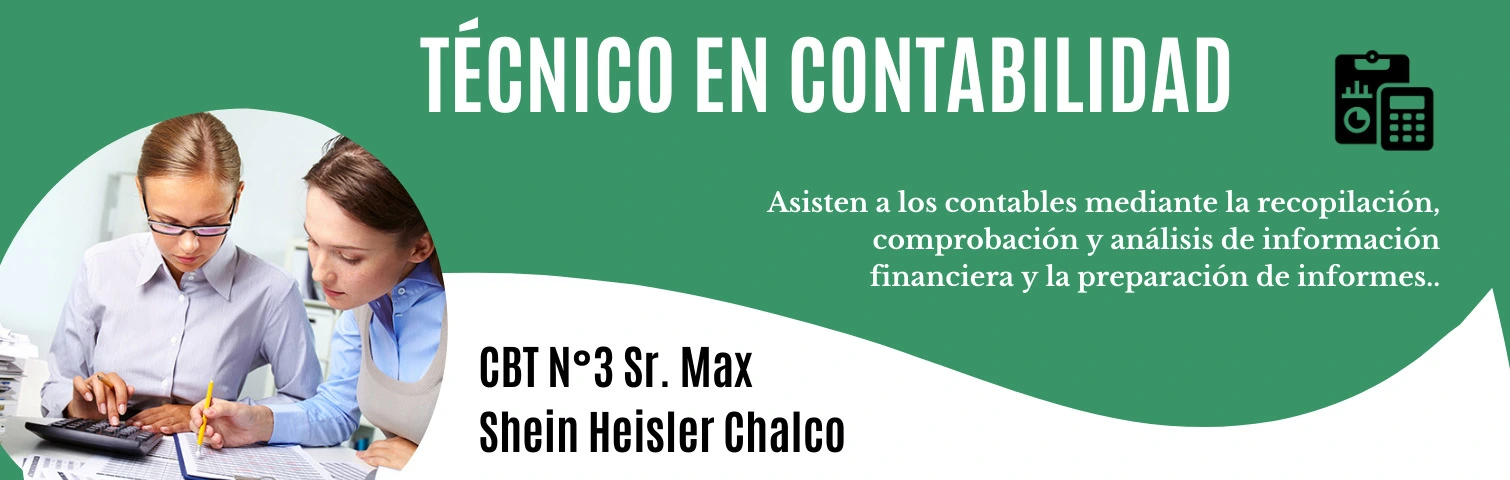 TÉCNICO EN CONTABILIDAD
Asisten a los contables mediante la recopilación,
comprobación y análisis de información
financiera y la preparación de informes..
CBT N°3 Sr. Max
Shein Heisler Chalco